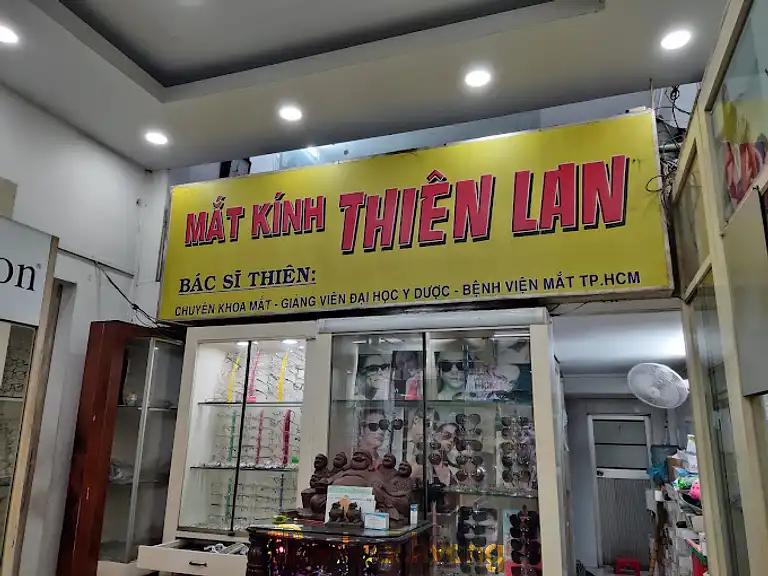 MẮT KÍNH THIÊN LAN
BÁC SĨ THIÊN:
CHUYÊN KHOA MẮT - GIẢNG VIÊN ĐẠI HỌC Y DƯỢC - BỆNH VIỆN MẮT TP.HCM
on